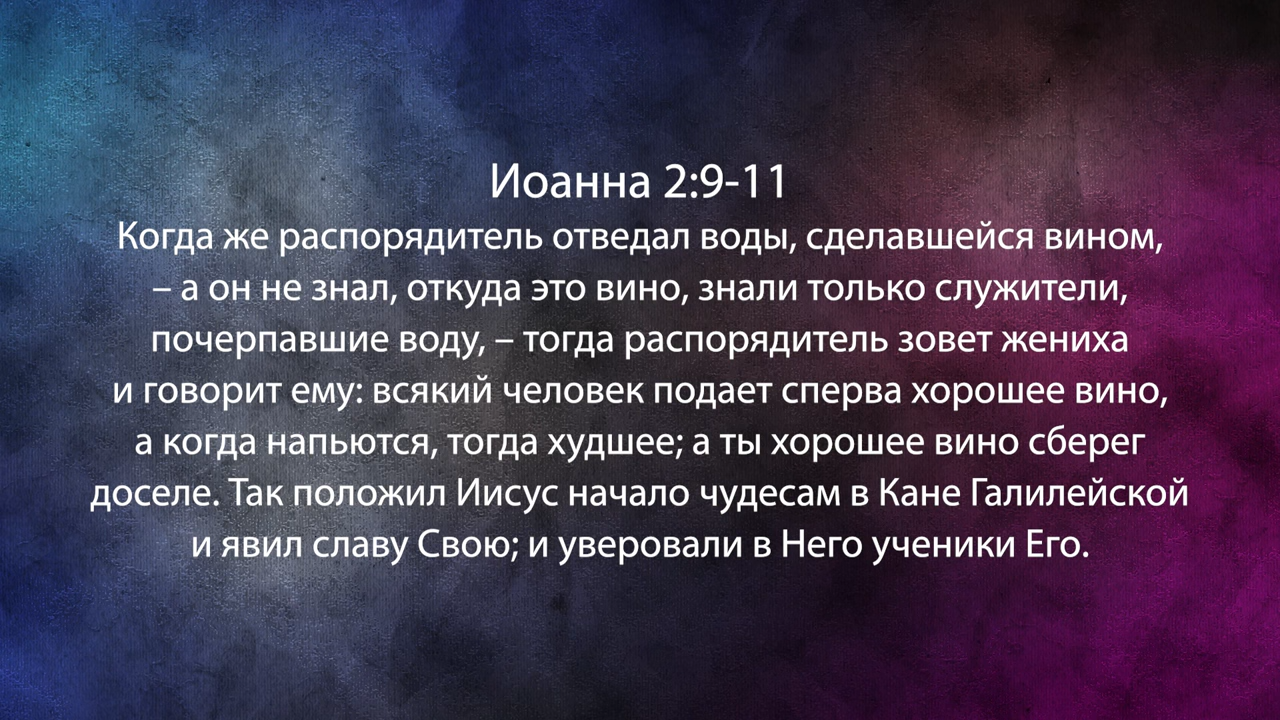 Иоанна 2:9-11
Когда же распорядитель отведал воды, сделавшейся вином,
– а он не знал, откуда это вино, знали только служители,
почерпавшие воду, – тогда распорядитель зовет жениха
и говорит ему: всякий человек подает сперва хорошее вино,
а когда напьются, тогда худшее; а ты хорошее вино сберег
доселе. Так положил Иисус начало чудесам в Кане Галилейской
и явил славу Свою; и уверовали в Него ученики Его.